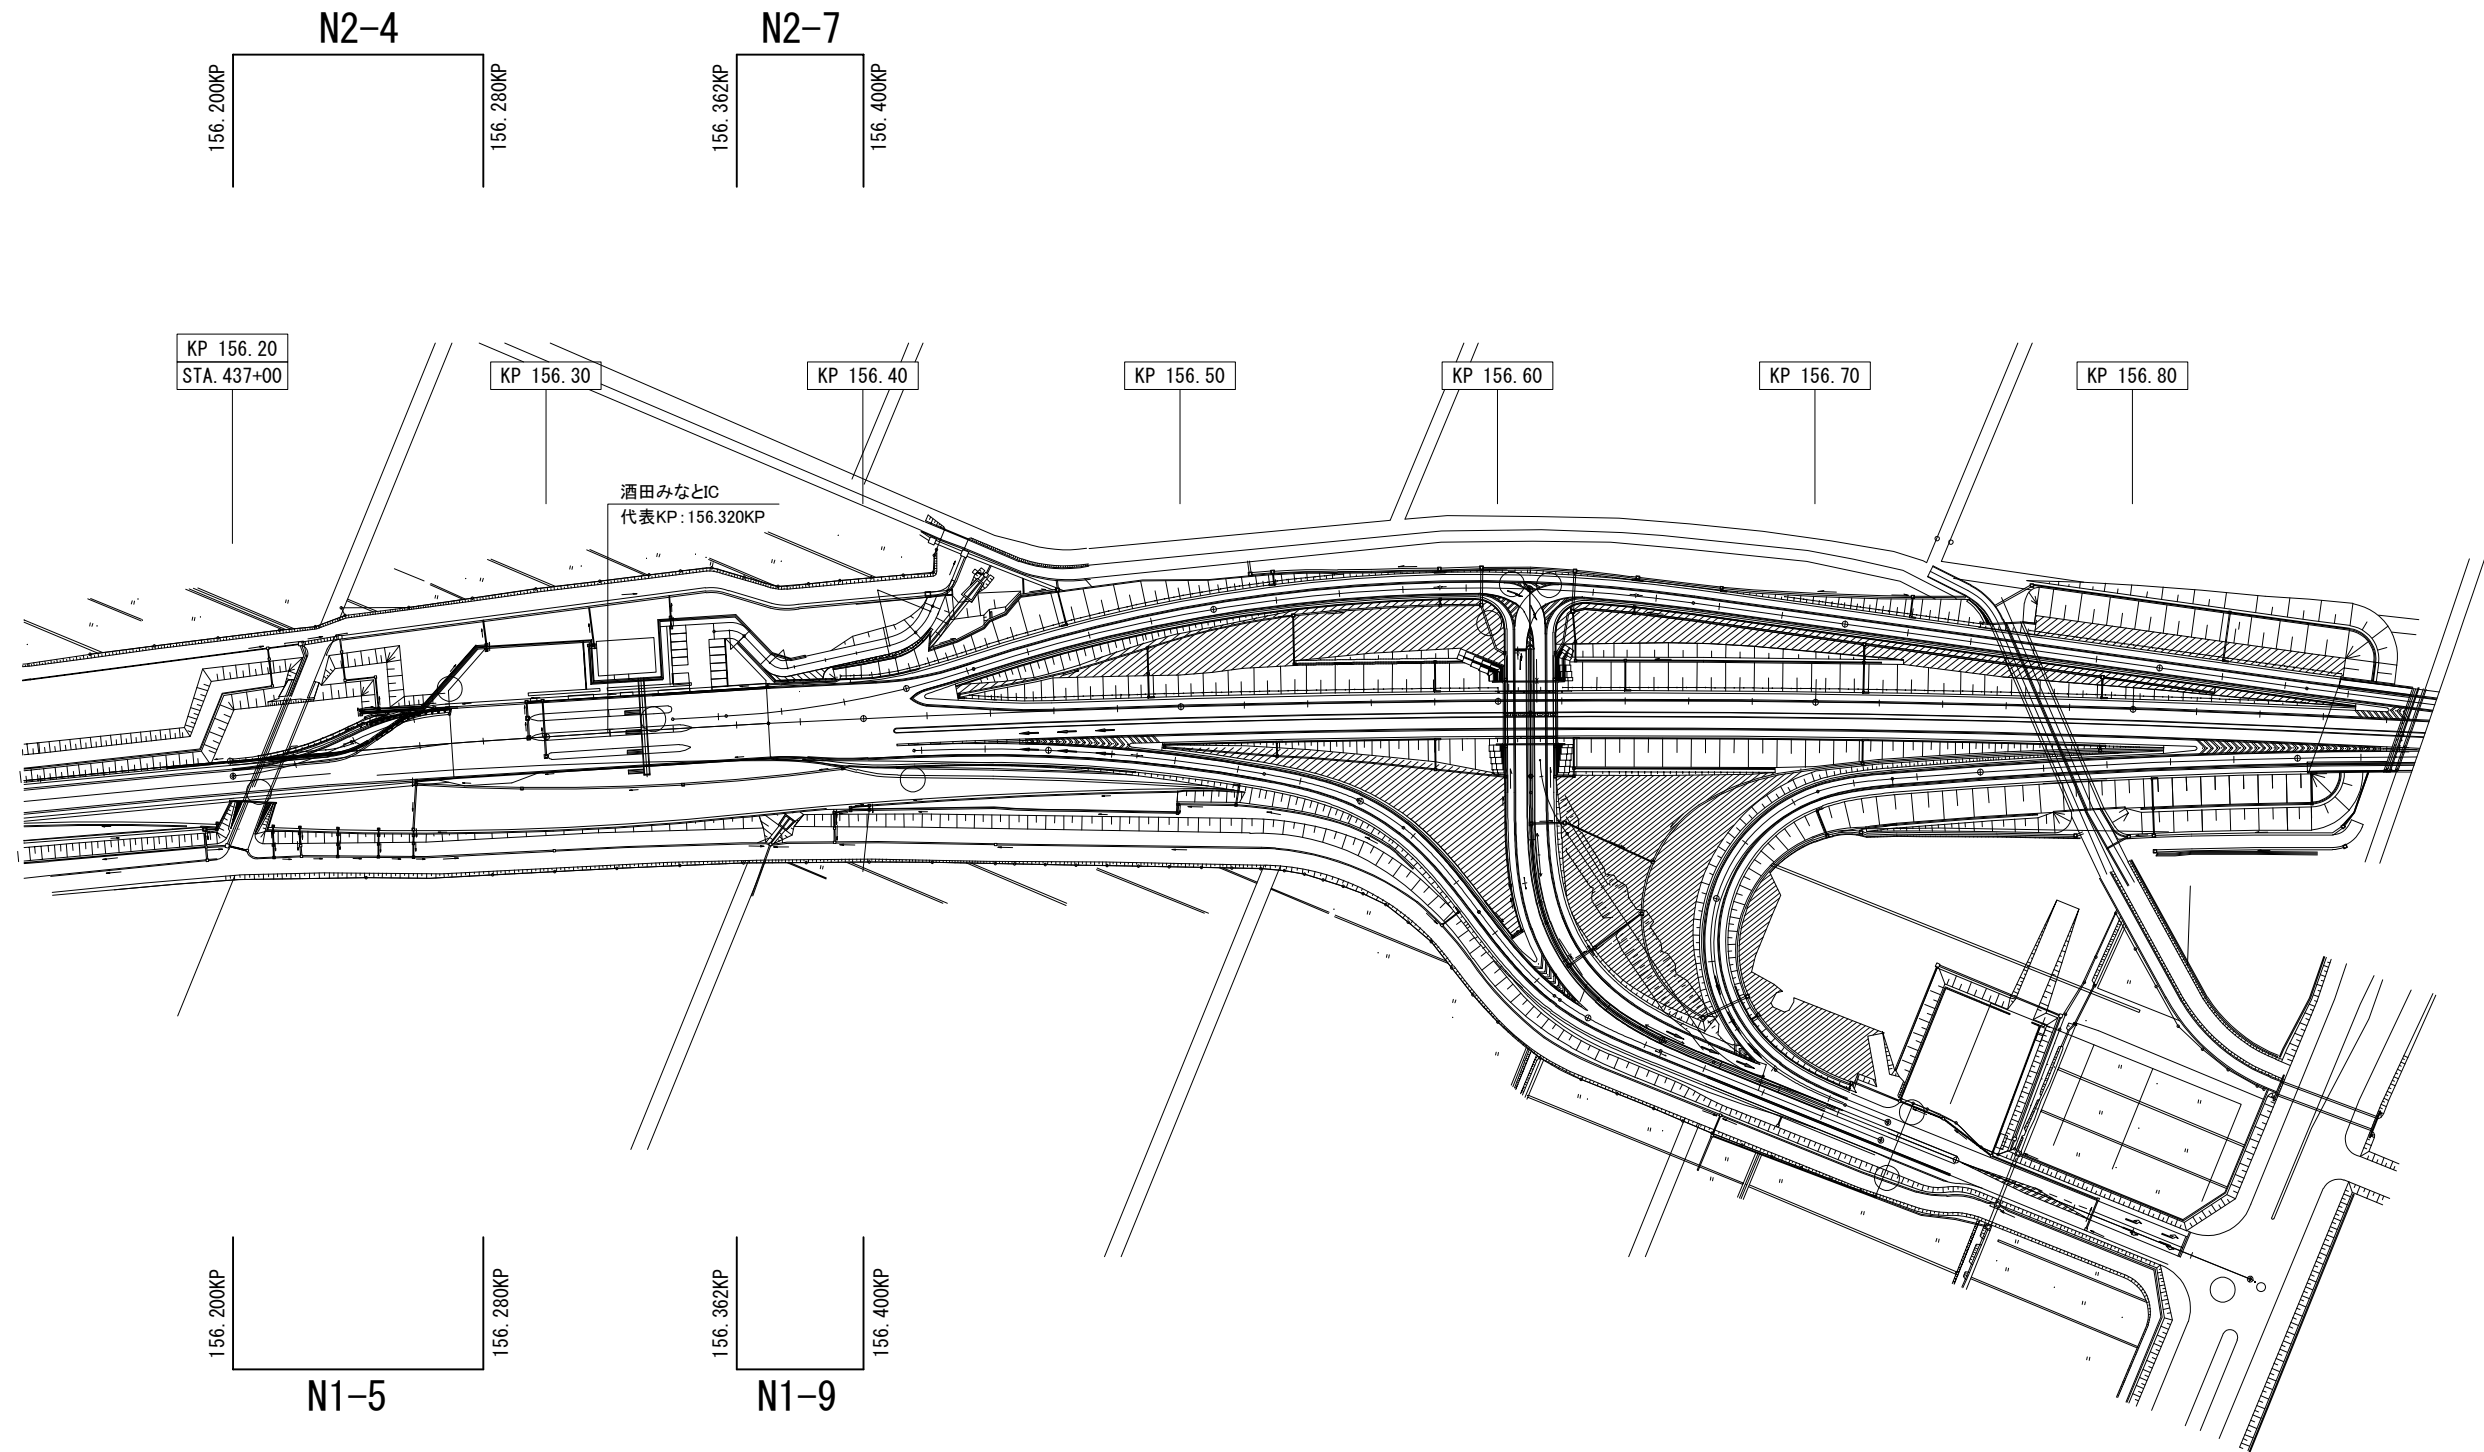 N2-4
N2-7
156.200KP
156.280KP
156.362KP
156.400KP
KP 156.20
STA.437+00
KP 156.30
KP 156.40
KP 156.50
KP 156.60
KP 156.70
KP 156.80
酒田みなとIC
代表KP:156.320KP
156.200KP
156.280KP
156.362KP
156.400KP
N1-5
N1-9